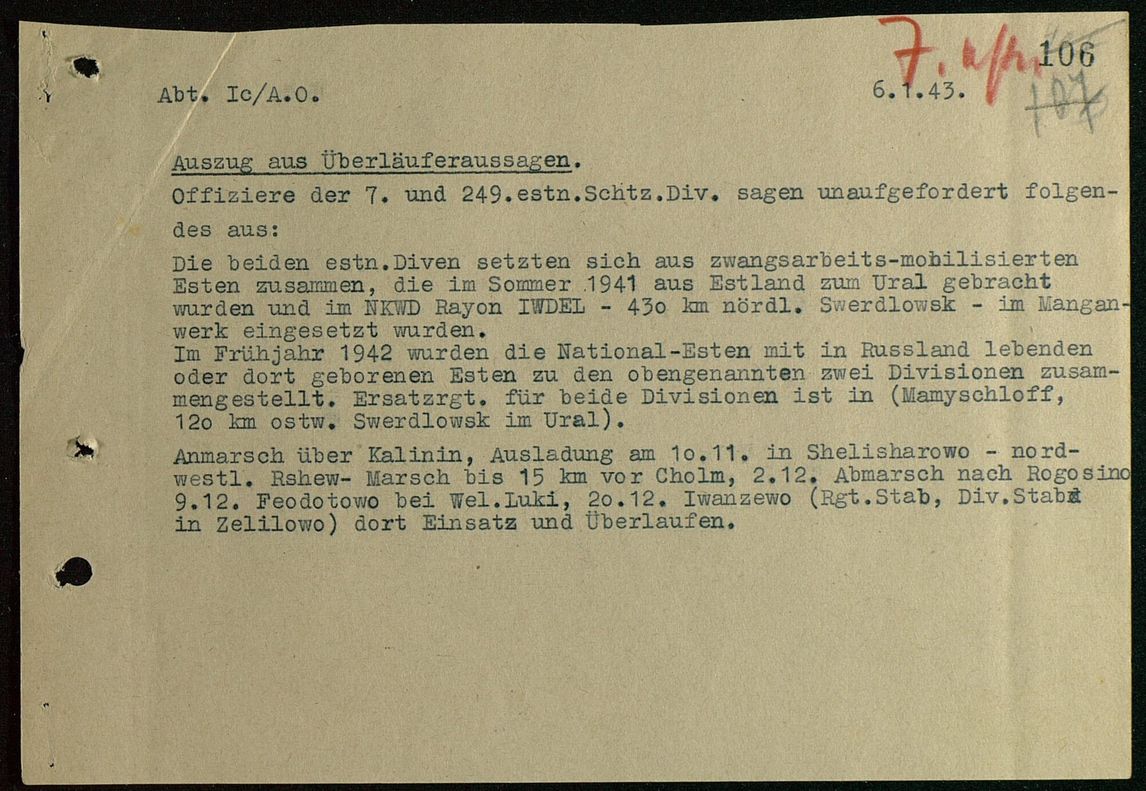 7.
106
Abt. Ic/A.O.
6.1.43.
107
Auszug aus Überläuferaussagen.
Offiziere der 7. und 249.estn.Schtz.Div. sagen unaufgefordert folgen-
des aus:
Die beiden estn.Diven setzten sich aus zwangsarbeits-mobilisierten
Esten zusammen, die im Sommer 1941 aus Estland zum Ural gebracht
wurden und im NKWD Rayon IWDEL - 43o km nördl. Swerdlowsk - im Mangan-
werk eingesetzt wurden.
Im Frühjahr 1942 wurden die National-Esten mit in Russland lebenden
oder dort geborenen Esten zu den obengenannten zwei Divisionen zusam-
mengestellt. Ersatzrgt. für beide Divisionen ist in (Mamyschloff,
12o km ostw. Swerdlowsk im Ural).
Anmarsch über Kalinin, Ausladung am 1o.11. in Shelisharowo - nord-
westl. Rshew- Marsch bis 15 km vor Cholm, 2.12. Abmarsch nach Rogosino
9.12. Feodotowo bei Wel.Luki, 2o.12. Iwanzewo (Rgt.Stab, Div.Stab
in Zelilowo) dort Einsatz und Überlaufen.